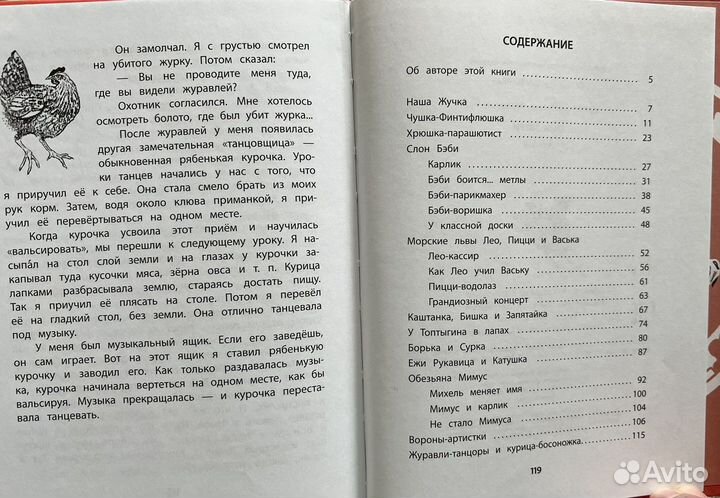 Он замолчал. Я с грустью смотрел
на убитого журку. Потом сказал:
— Вы не проводите меня туда,
где вы видели журавлей?
Охотник согласился. Мне хотелось
осмотреть болото, где был убит журка...
После журавлей у меня появилась
другая замечательная «танцовщица» —
обыкновенная рябенькая курочка. Уро-
ки танцев начались у нас с того, что
я приручил её к себе. Она стала смело брать из моих
рук корм. Затем, водя около клюва приманкой, я при-
учил её перевёртываться на одном месте.
Когда курочка усвоила этот приём и научилась
«вальсировать», мы перешли к следующему уроку. Я на-
сыпа́л на стол слой земли и на глазах у курочки за-
капывал туда кусочки мяса, зёрна овса и т. п. Курица
лапками разбрасывала землю, стараясь достать пищу.
Так я приучил её плясать на столе. Потом я перевёл
её на гладкий стол, без земли. Она отлично танцевала
под музыку.
У меня был музыкальный ящик. Если его заведёшь,
он сам играет. Вот на этот ящик я ставил рябенькую
курочку и заводил его. Как только раздавалась музы-
ка, курочка начинала вертеться на одном месте, как бы
вальсируя. Музыка прекращалась — и курочка переста-
вала танцевать.
СОДЕРЖАНИЕ
Об авторе этой книги 5
Наша Жучка 7
Чушка-Финтифлюшка 11
Хрюшка-парашютист 23
Слон Бэби
Карлик 27
Бэби боится... метлы 31
Бэби-парикмахер 38
Бэби-воришка 45
У классной доски 48
Морские львы Лео, Пицци и Васька
Лео-кассир 52
Как Лео учил Ваську 56
Пицци-водолаз 61
Грандиозный концерт 63
Каштанка, Бишка и Запятайка 67
У Топтыгина в лапах 74
Борька и Сурка 80
Ежи Рукавица и Катушка 87
Обезьяна Мимус
Михель меняет имя 92
Мимус и карлик 100
Не стало Мимуса 104
Вороны-артистки 106
Журавли-танцоры и курица-босоножка 115
119
Avito